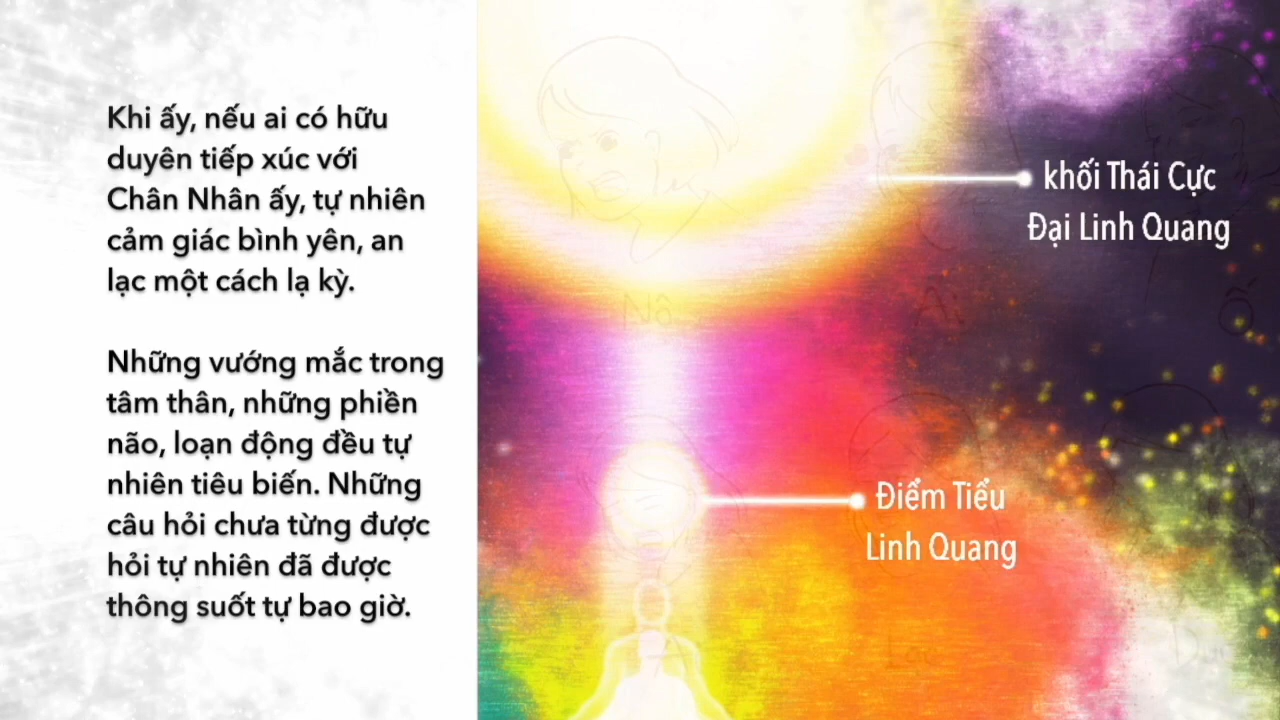 Khi ấy, nếu ai có hữu
duyên tiếp xúc với
Chân Nhân ấy, tự nhiên
cảm giác bình yên, an
lạc một cách lạ kỳ.
Những vướng mắc trong
tâm thân, những phiền
não, loạn động đều tự
nhiên tiêu biến. Những
câu hỏi chưa từng được
hỏi tự nhiên đã được
thông suốt tự bao giờ.
khối Thái Cực
Đại Linh Quang
Nộ
Ái
Ố
Điểm Tiểu
Linh Quang